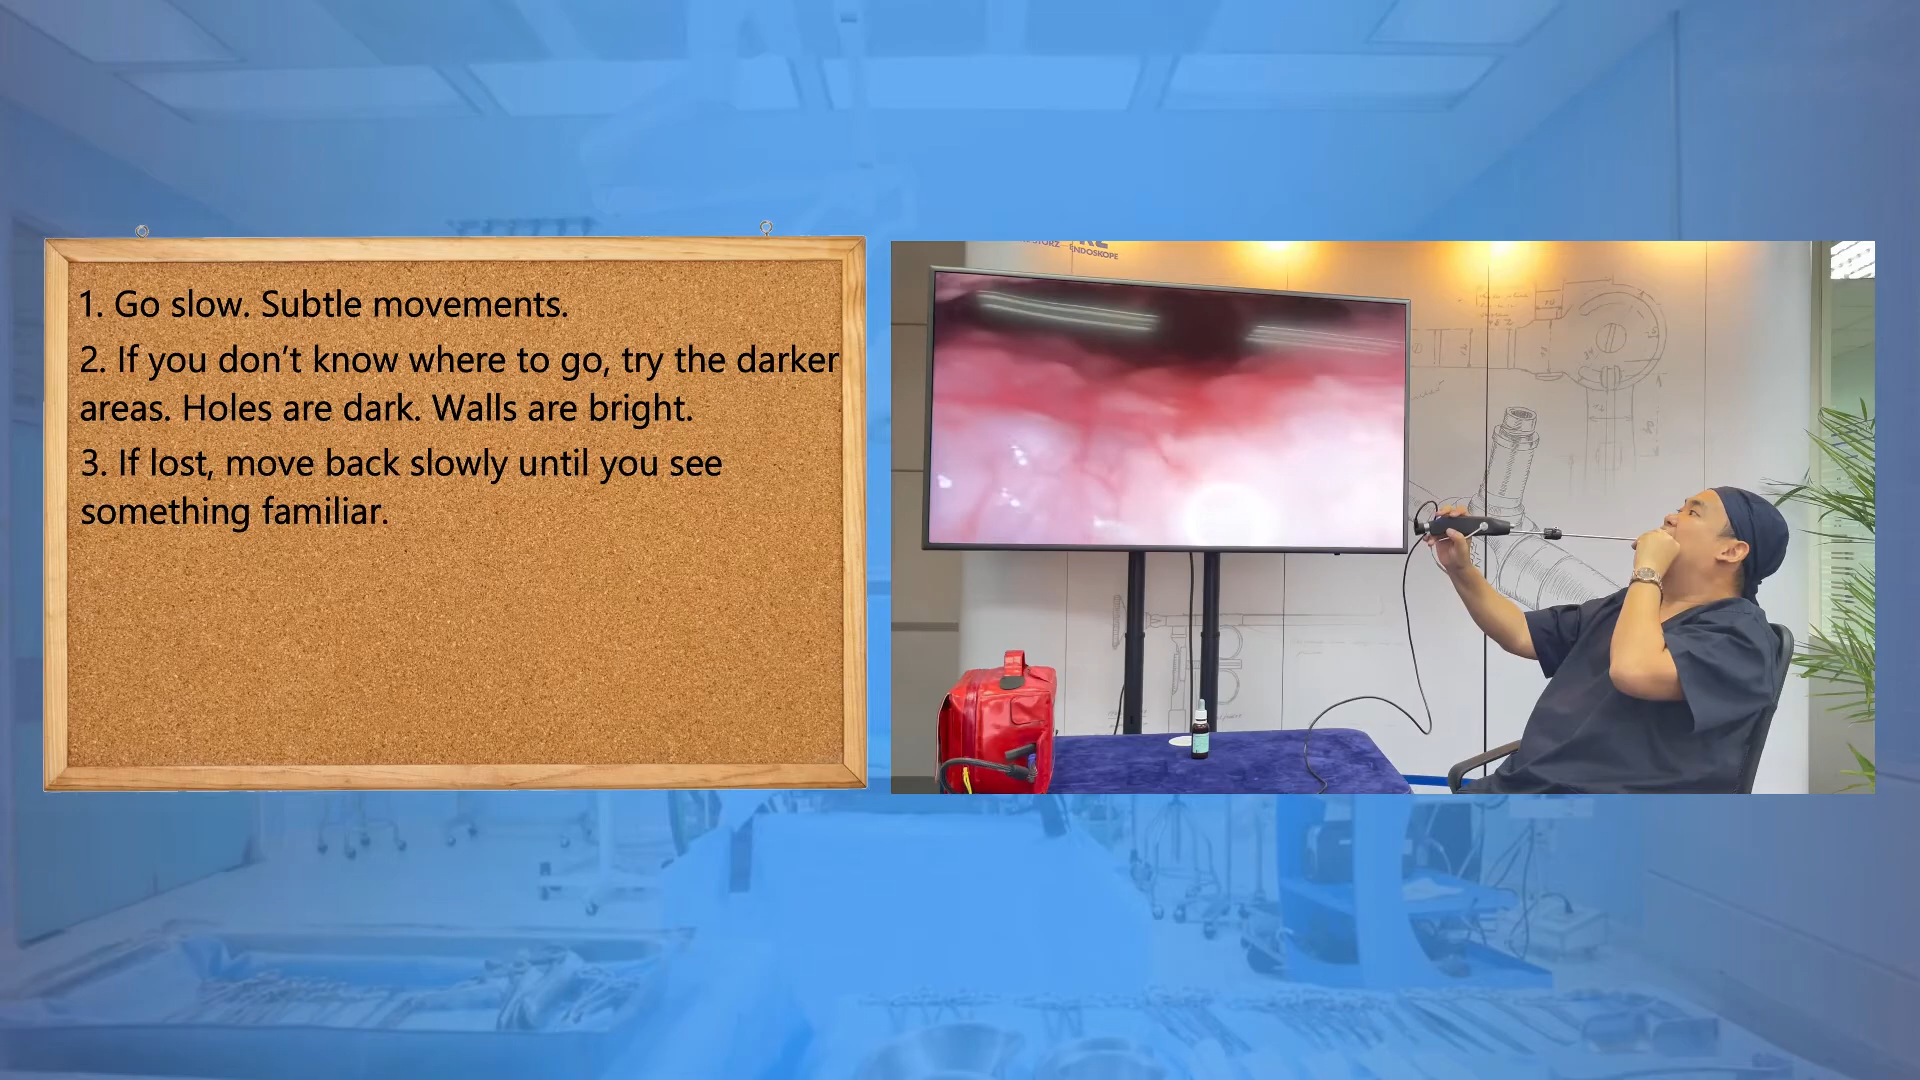 1. Go slow. Subtle movements.
2. If you don’t know where to go, try the darker
areas. Holes are dark. Walls are bright.
3. If lost, move back slowly until you see
something familiar.
ENDOSKOPE